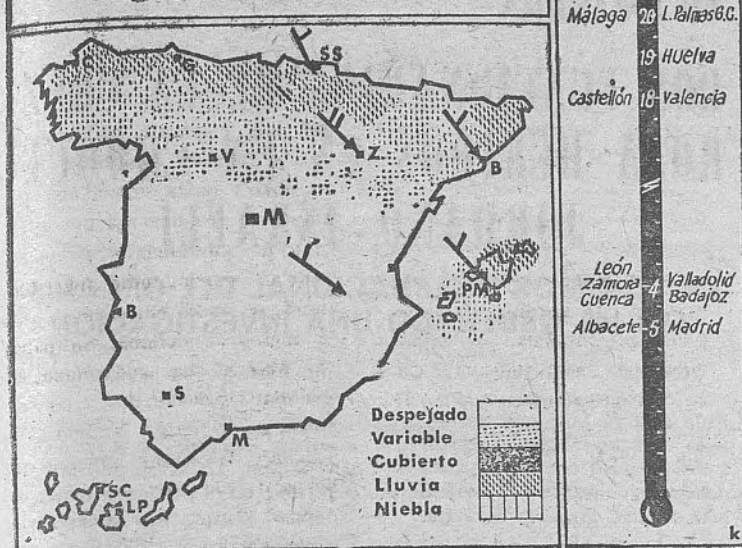 C
G
SS
V
Z
B
M
PM
B
S
M
SC
LP
Despejado
Variable
Cubierto
Lluvia
Niebla
Málaga 20 L.Palmas G.C.
19 Huelva
Castellón 18 Valencia
León
Zamora
Cuenca
-4
Valladolid
Badajoz
Albacete -5 Madrid
k